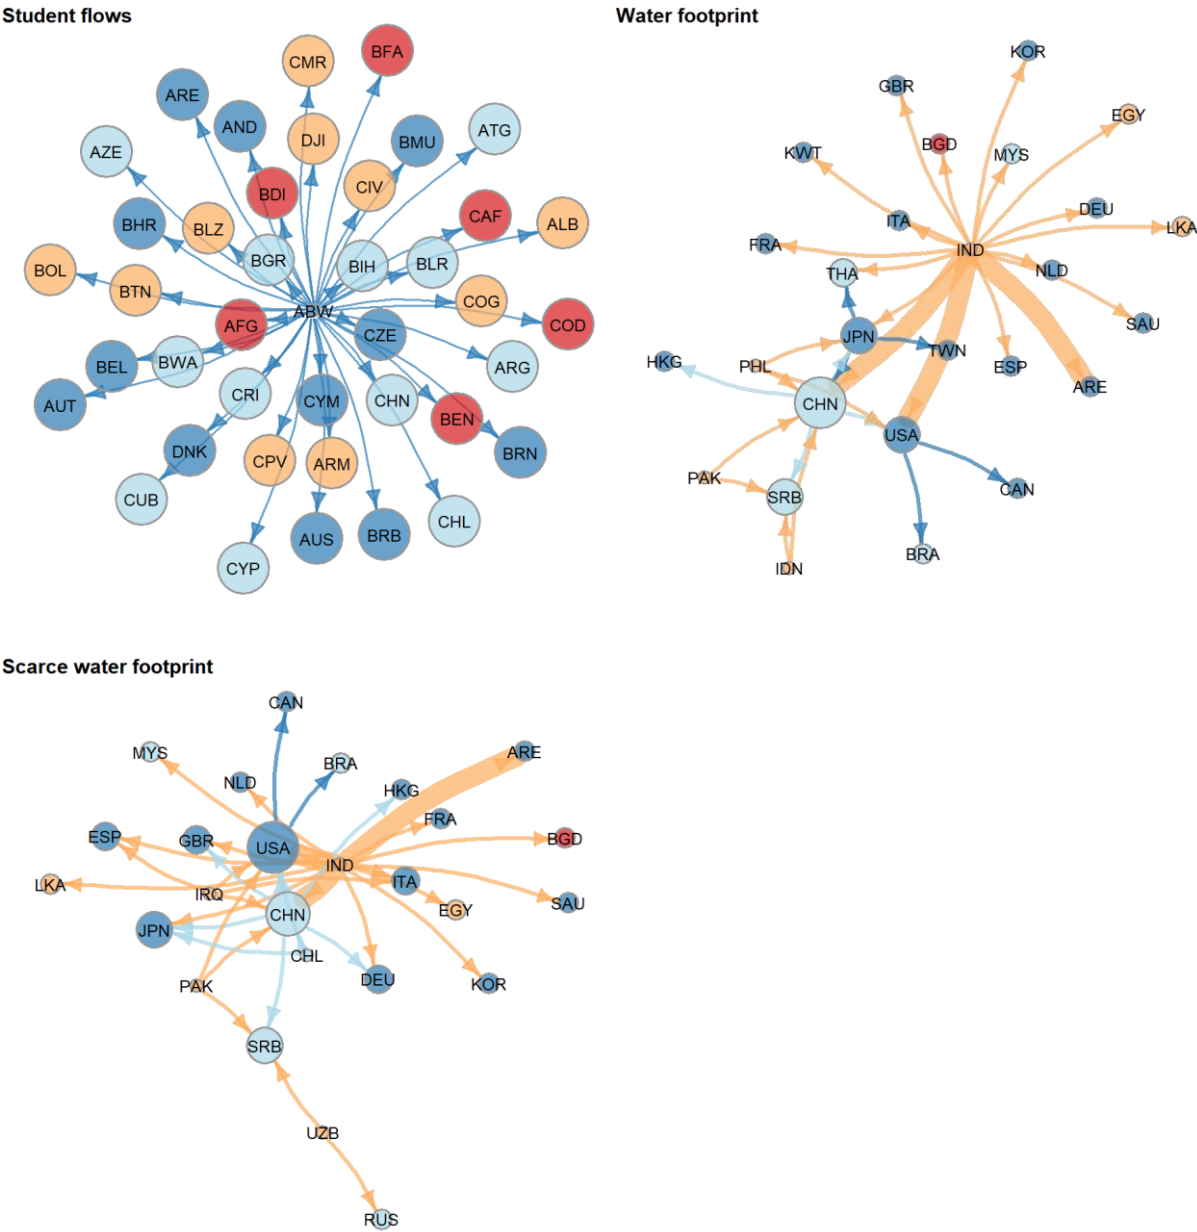 Student flows
Water footprint
BFA
CMR
ARE
AND
DJI
BMU
ATG
AZE
BDI
CIV
BHR
BLZ
CAF
ALB
BGR
BIH
BLR
BOL
BTN
ABW
COG
AFG
CZE
COD
BEL
BWA
ARG
AUT
CRI
CYM
CHN
BEN
DNK
CPV
ARM
BRN
CUB
AUS
BRB
CHL
CYP
KOR
GBR
EGY
BGD
MYS
KWT
ITA
DEU
LKA
FRA
IND
THA
NLD
SAU
JPN
TWN
HKG
PHL
ESP
ARE
CHN
USA
PAK
SRB
CAN
BRA
IDN
Scarce water footprint
CAN
MYS
NLD
BRA
ARE
HKG
FRA
ESP
GBR
USA
BGD
IND
LKA
IRQ
ITA
SAU
EGY
CHN
JPN
CHL
DEU
KOR
PAK
SRB
UZB
RUS